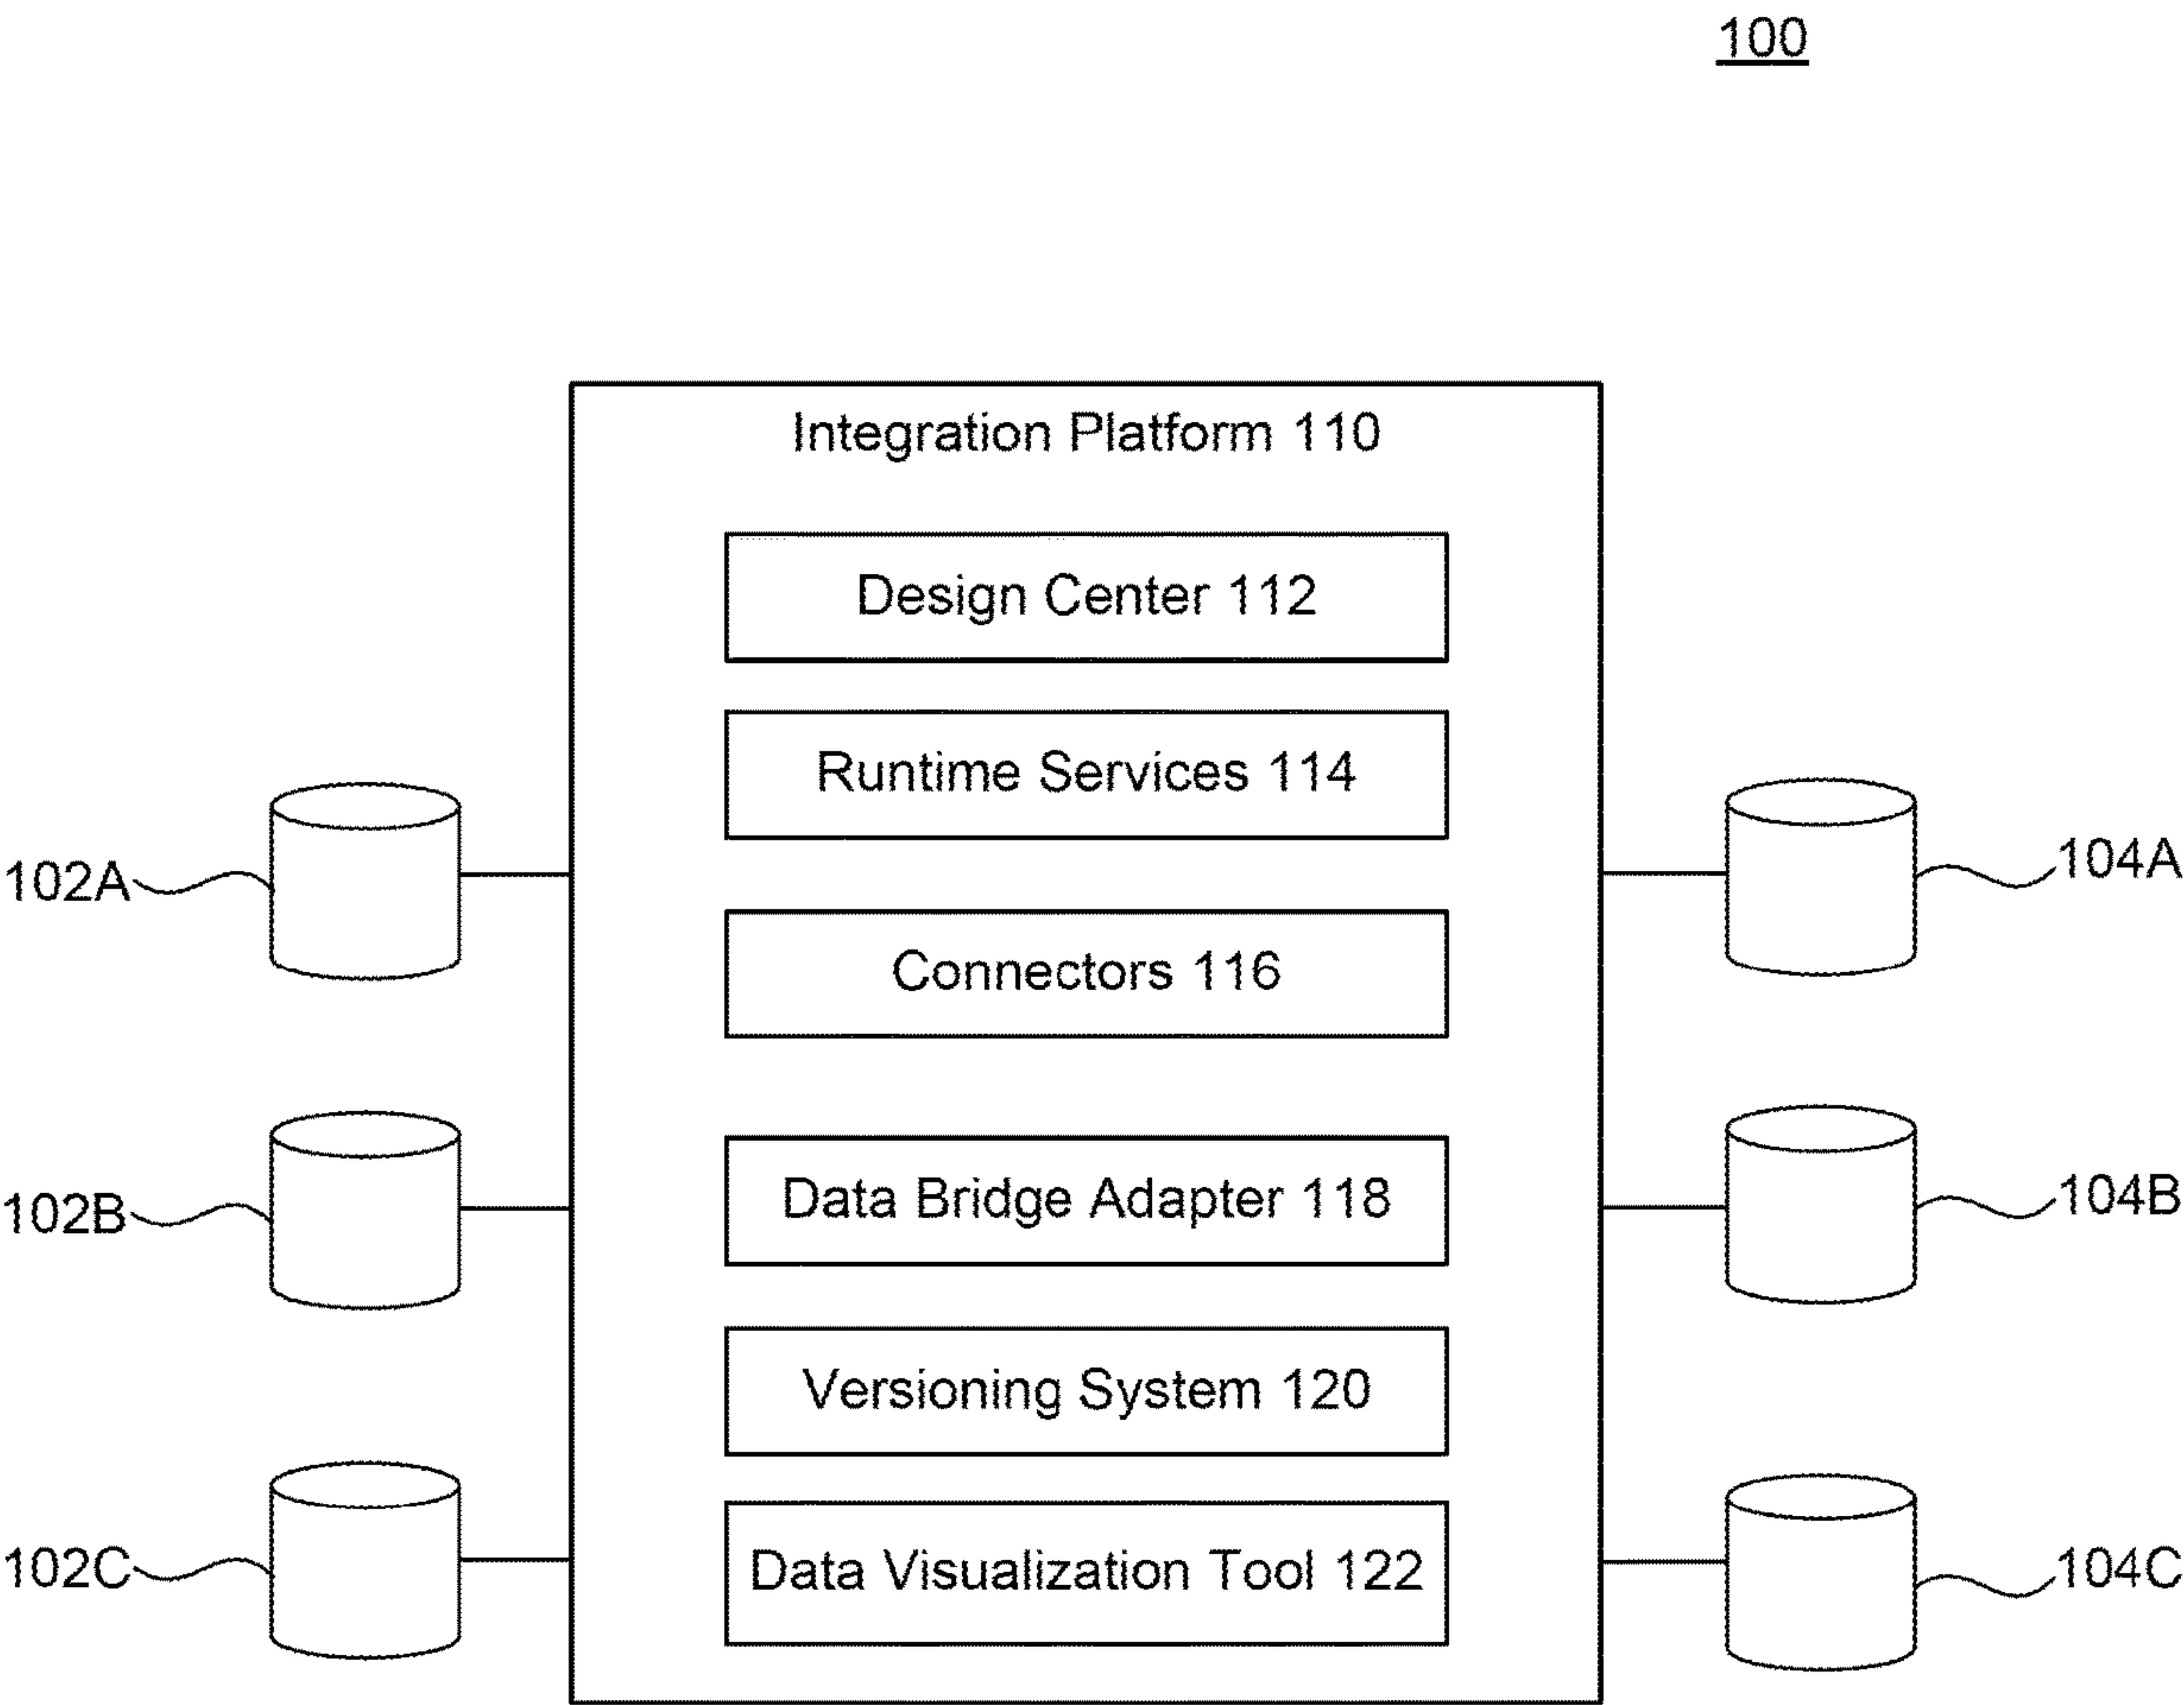 100
Integration Platform 110
Design Center 112
Runtime Services 114
102A
104A
Connectors 116
102B
Data Bridge Adapter 118
104B
Versioning System 120
102C
Data Visualization Tool 122
104C